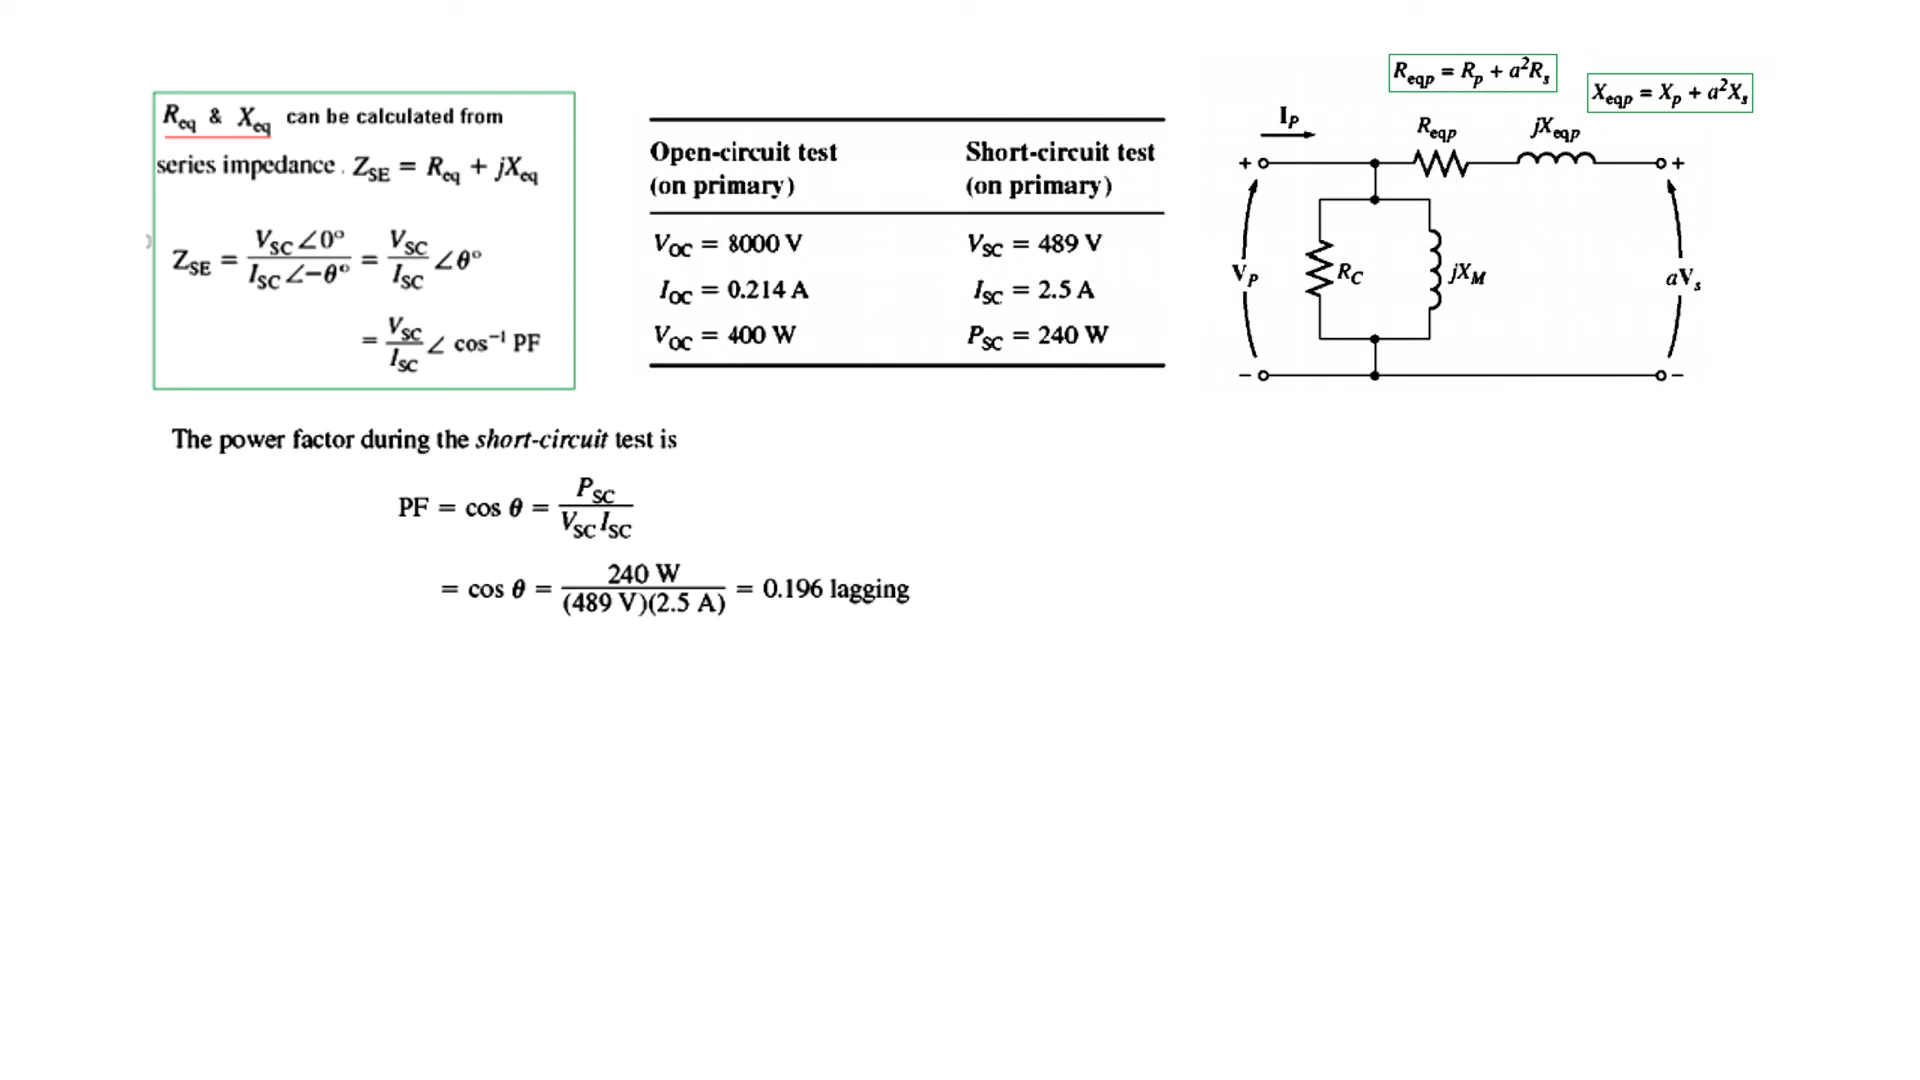 R_eq & X_eq can be calculated from
series impedance . Z_SE = R_eq + jX_eq
Z_SE = V_SC∠0° / I_SC∠−θ° = V_SC / I_SC ∠θ°
= V_SC / I_SC ∠ cos⁻¹ PF
Open-circuit test (on primary)
Short-circuit test (on primary)
V_OC = 8000 V
V_SC = 489 V
I_OC = 0.214 A
I_SC = 2.5 A
V_OC = 400 W
P_SC = 240 W
R_eqp = R_p + a²R_s
X_eqp = X_p + a²X_s
I_P
R_eqp
jX_eqp
+
+
V_P
R_C
jX_M
aV_s
−
−
The power factor during the short-circuit test is
PF = cos θ = P_SC / V_SC I_SC
= cos θ = 240 W / (489 V)(2.5 A) = 0.196 lagging